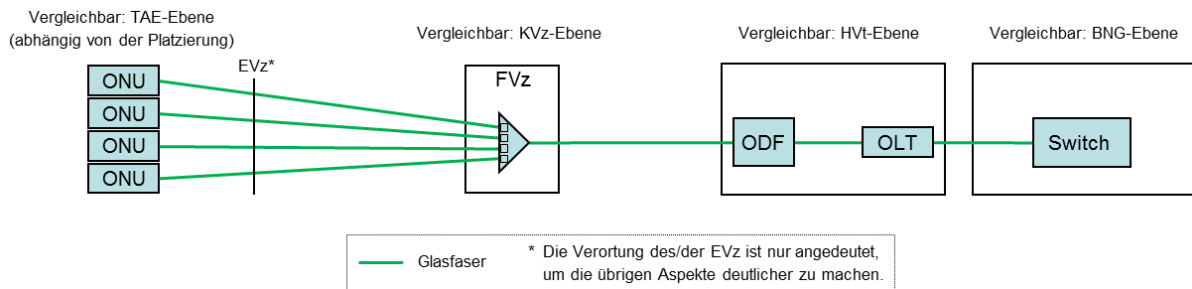 Vergleichbar: TAE-Ebene
(abhängig von der Platzierung)
Vergleichbar: KVz-Ebene
Vergleichbar: HVt-Ebene
Vergleichbar: BNG-Ebene
EVz*
FVz
ONU
ONU
ONU
ONU
ODF
OLT
Switch
Glasfaser
* Die Verortung des/der EVz ist nur angedeutet,
um die übrigen Aspekte deutlicher zu machen.